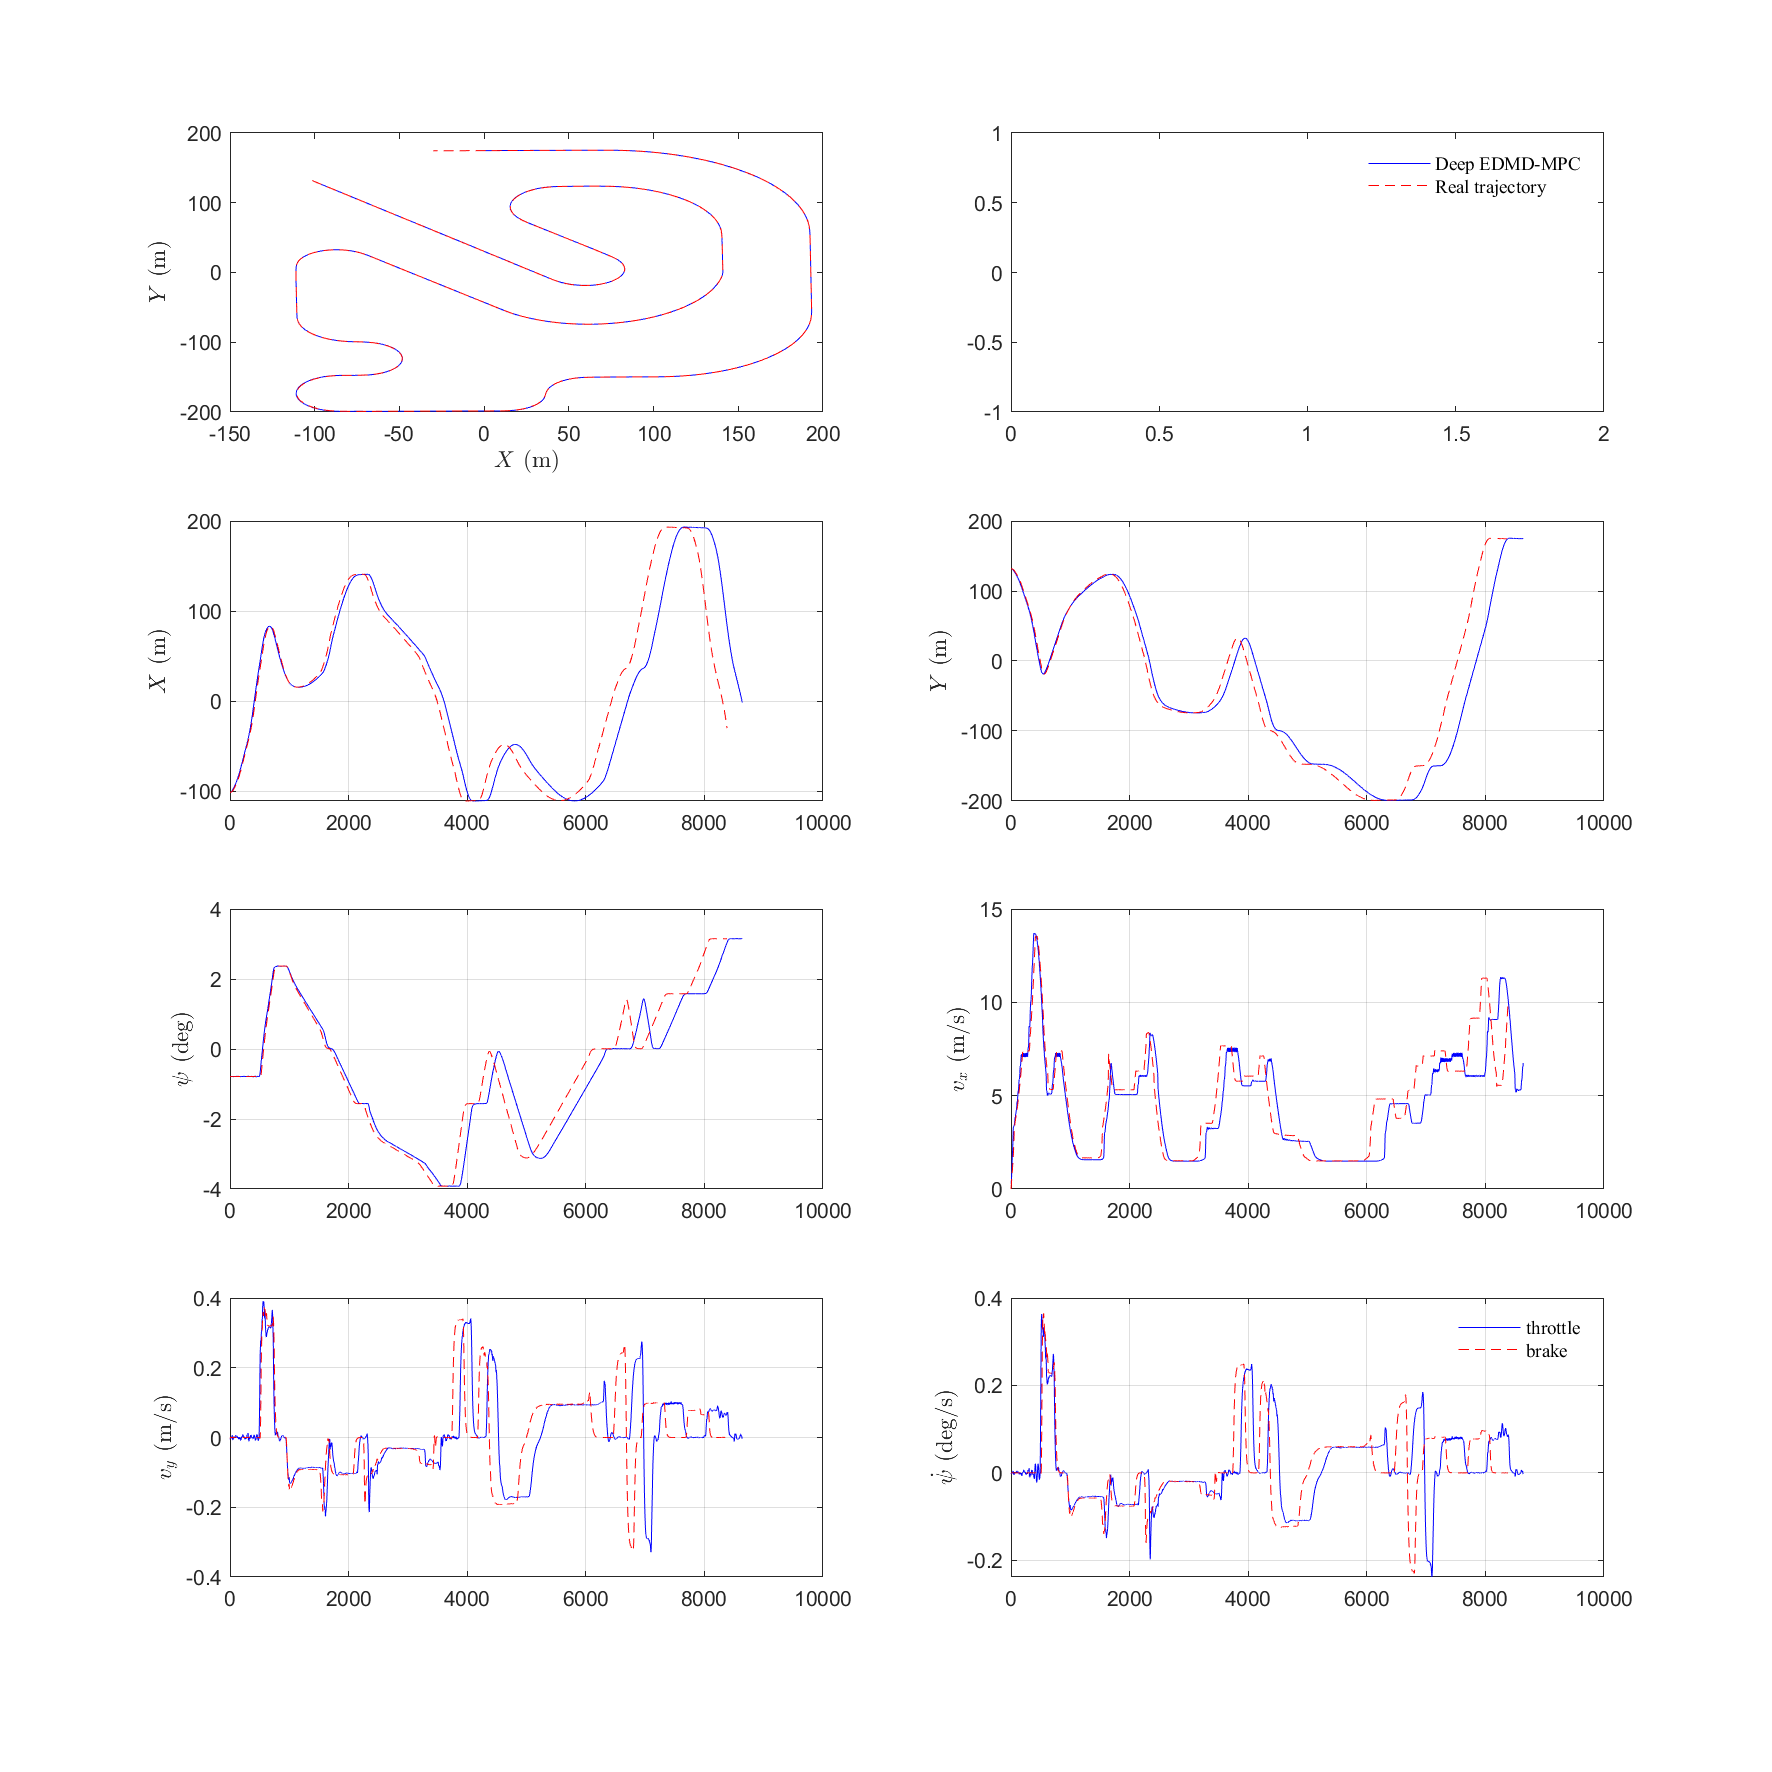 200
100
0
-100
-200
-150 -100 -50 0 50 100 150 200
X (m)
Y (m)
1
0.5
0
-0.5
-1
0 0.5 1 1.5 2
Deep EDMD-MPC
Real trajectory
200
100
0
-100
0 2000 4000 6000 8000 10000
X (m)
200
100
0
-100
-200
0 2000 4000 6000 8000 10000
Y (m)
4
2
0
-2
-4
0 2000 4000 6000 8000 10000
ψ (deg)
15
10
5
0
0 2000 4000 6000 8000 10000
v_x (m/s)
0.4
0.2
0
-0.2
-0.4
0 2000 4000 6000 8000 10000
v_y (m/s)
0.4
0.2
0
-0.2
0 2000 4000 6000 8000 10000
ψ̇ (deg/s)
throttle
brake